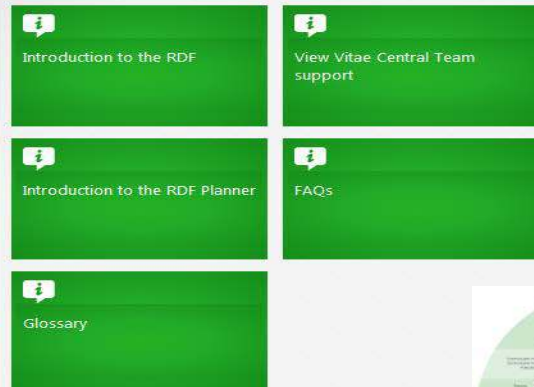 Introduction to the RDF
View Vitae Central Team
support
Introduction to the RDF Planner
FAQs
Glossary